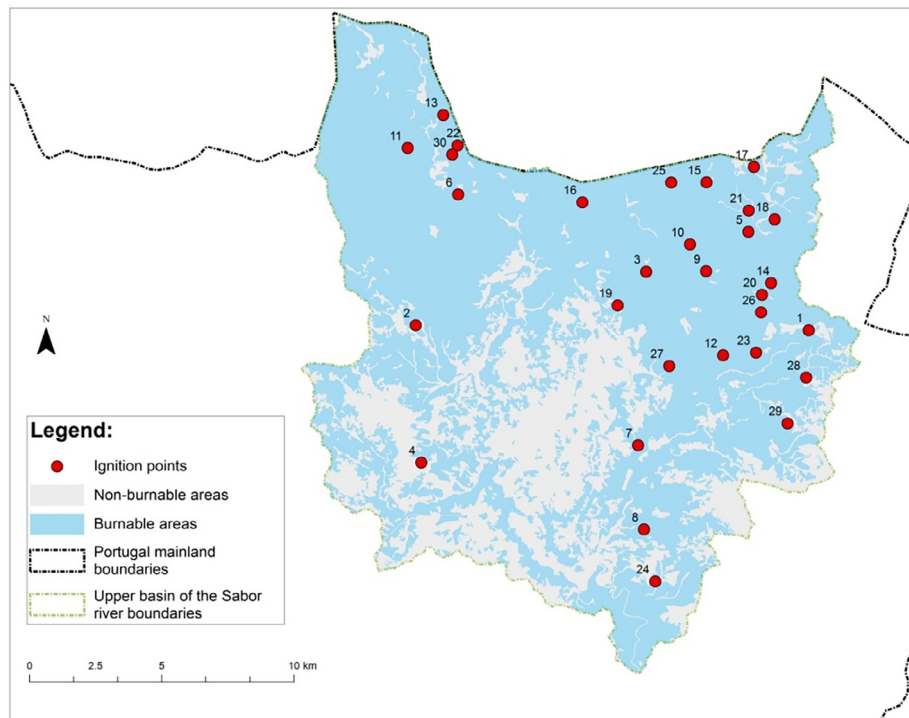 13
22
11
30
17
25 15
6
16
21
18
5
10
3
9
14
20
19
26
2
1
12 23
27
28
29
7
4
8
24
N
Legend:
Ignition points
Non-burnable areas
Burnable areas
Portugal mainland
boundaries
Upper basin of the Sabor
river boundaries
0 2.5 5 10 km